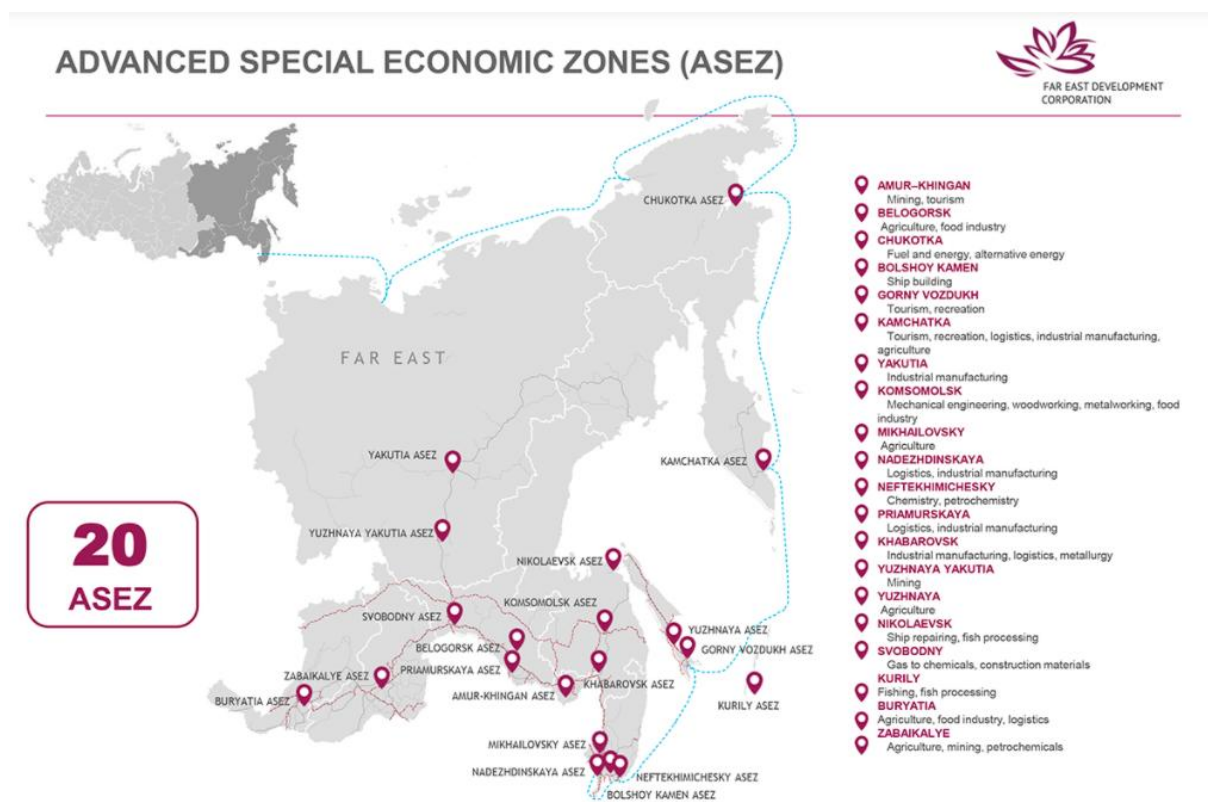 ADVANCED SPECIAL ECONOMIC ZONES (ASEZ)
FAR EAST DEVELOPMENT
CORPORATION
CHUKOTKA ASEZ
FAR EAST
YAKUTIA ASEZ
KAMCHATKA ASEZ
YUZHNAYA YAKUTIA ASEZ
NIKOLAEVSK ASEZ
KOMSOMOLSK ASEZ
SVOBODNY ASEZ
YUZHNAYA ASEZ
BELOGORSK ASEZ
GORNY VOZDUKH ASEZ
PRIAMURSKAYA ASEZ
ZABAIKALYE ASEZ
KHABAROVSK ASEZ
AMUR-KHINGAN ASEZ
BURYATIA ASEZ
KURILY ASEZ
MIKHAILOVSKY ASEZ
NADEZHDINSKAYA ASEZ
NEFTEKHIMICHESKY ASEZ
BOLSHOY KAMEN ASEZ
20
ASEZ
AMUR–KHINGAN
Mining, tourism
BELOGORSK
Agriculture, food industry
CHUKOTKA
Fuel and energy, alternative energy
BOLSHOY KAMEN
Ship building
GORNY VOZDUKH
Tourism, recreation
KAMCHATKA
Tourism, recreation, logistics, industrial manufacturing,
agriculture
YAKUTIA
Industrial manufacturing
KOMSOMOLSK
Mechanical engineering, woodworking, metalworking, food
industry
MIKHAILOVSKY
Agriculture
NADEZHDINSKAYA
Logistics, industrial manufacturing
NEFTEKHIMICHESKY
Chemistry, petrochemistry
PRIAMURSKAYA
Logistics, industrial manufacturing
KHABAROVSK
Industrial manufacturing, logistics, metallurgy
YUZHNAYA YAKUTIA
Mining
YUZHNAYA
Agriculture
NIKOLAEVSK
Ship repairing, fish processing
SVOBODNY
Gas to chemicals, construction materials
KURILY
Fishing, fish processing
BURYATIA
Agriculture, food industry, logistics
ZABAIKALYE
Agriculture, mining, petrochemicals